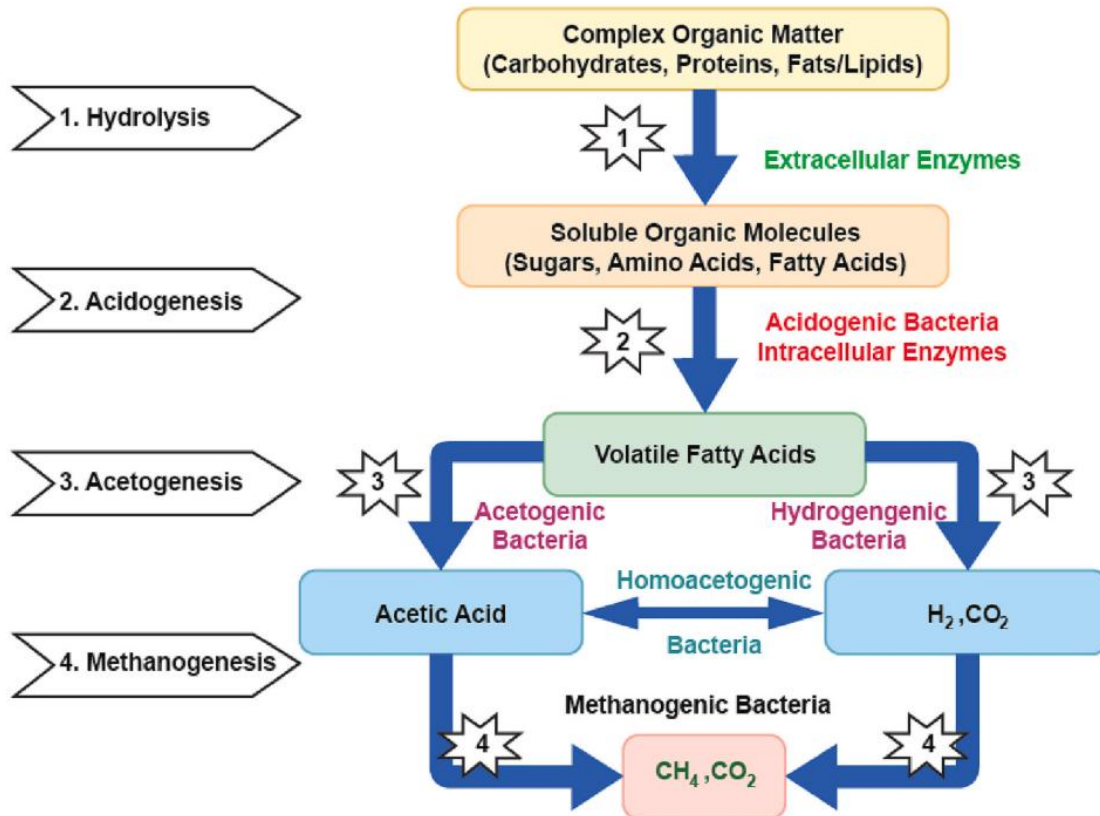 Complex Organic Matter
(Carbohydrates, Proteins, Fats/Lipids)
1. Hydrolysis
1
Extracellular Enzymes
Soluble Organic Molecules
(Sugars, Amino Acids, Fatty Acids)
2. Acidogenesis
2
Acidogenic Bacteria
Intracellular Enzymes
Volatile Fatty Acids
3. Acetogenesis
3
3
Acetogenic
Bacteria
Hydrogengenic
Bacteria
Acetic Acid
Homoacetogenic
Bacteria
H₂,CO₂
4. Methanogenesis
Methanogenic Bacteria
4
4
CH₄,CO₂